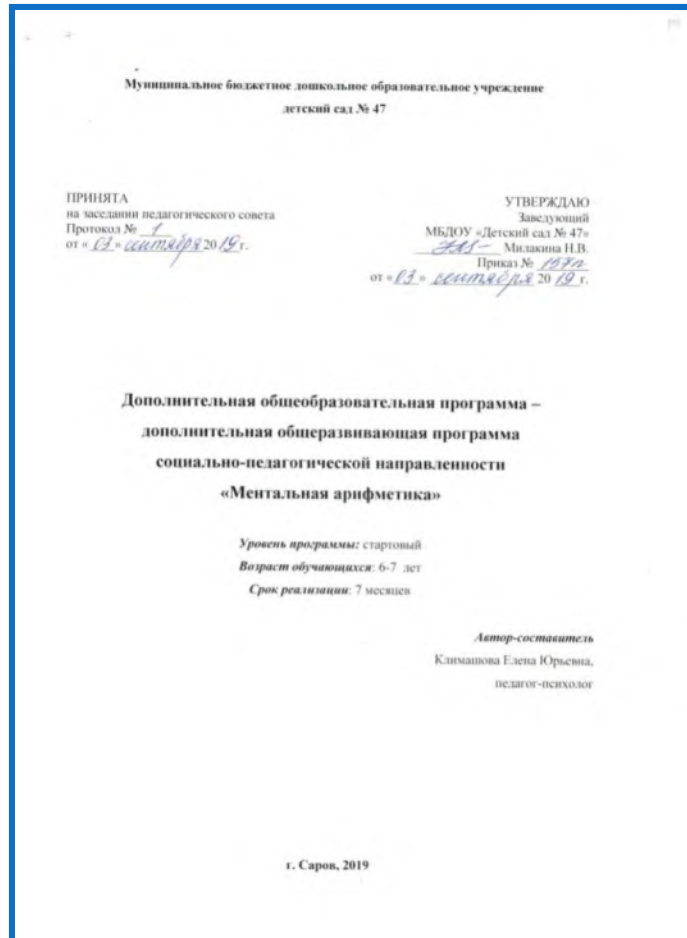 Муниципальное бюджетное дошкольное образовательное учреждение
детский сад № 47
ПРИНЯТА
на заседании педагогического совета
Протокол № 1
от « 03 » сентября 20 19 г.
УТВЕРЖДАЮ
Заведующий
МБДОУ «Детский сад № 47»
Милакина Н.В.
Приказ № 157п
от « 03 » сентября 20 19 г.
Дополнительная общеобразовательная программа –
дополнительная общеразвивающая программа
социально-педагогической направленности
«Ментальная арифметика»
Уровень программы: стартовый
Возраст обучающихся: 6-7 лет
Срок реализации: 7 месяцев
Автор-составитель
Климашова Елена Юрьевна,
педагог-психолог
г. Саров, 2019